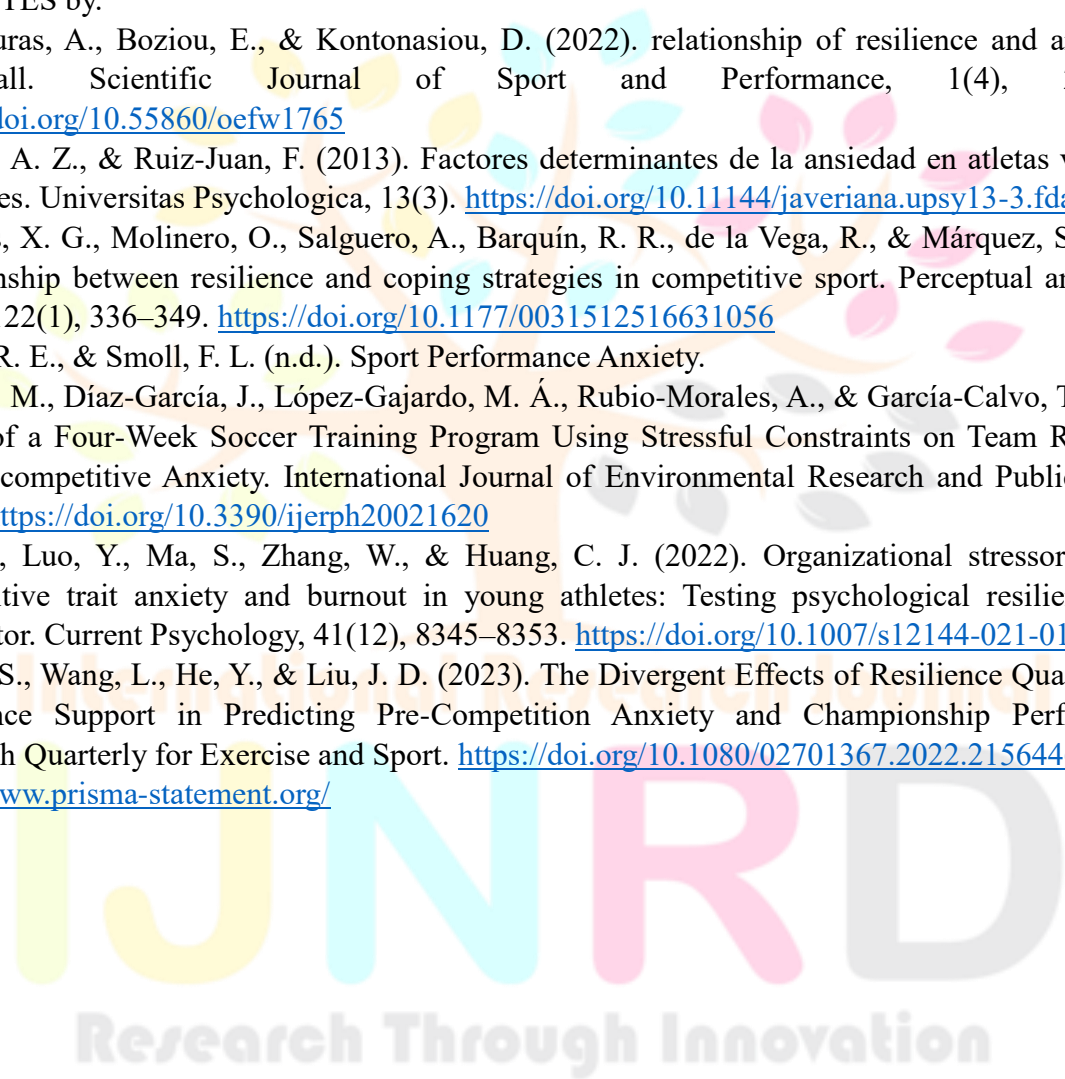 TES by.
uras, A., Boziou, E., & Kontonasiou, D. (2022). relationship of resilience and a
all. Scientific Journal of Sport and Performance, 1(4),
doi.org/10.55860/oefw1765
A. Z., & Ruiz-Juan, F. (2013). Factores determinantes de la ansiedad en atletas v
es. Universitas Psychologica, 13(3). https://doi.org/10.11144/javeriana.upsy13-3.fda
, X. G., Molinero, O., Salguero, A., Barquín, R. R., de la Vega, R., & Márquez, S
nship between resilience and coping strategies in competitive sport. Perceptual an
22(1), 336–349. https://doi.org/10.1177/0031512516631056
R. E., & Smoll, F. L. (n.d.). Sport Performance Anxiety.
M., Díaz-García, J., López-Gajardo, M. Á., Rubio-Morales, A., & García-Calvo, T
of a Four-Week Soccer Training Program Using Stressful Constraints on Team R
competitive Anxiety. International Journal of Environmental Research and Public
ttps://doi.org/10.3390/ijerph20021620
, Luo, Y., Ma, S., Zhang, W., & Huang, C. J. (2022). Organizational stressor
itive trait anxiety and burnout in young athletes: Testing psychological resilie
tor. Current Psychology, 41(12), 8345–8353. https://doi.org/10.1007/s12144-021-01
S., Wang, L., He, Y., & Liu, J. D. (2023). The Divergent Effects of Resilience Qua
nce Support in Predicting Pre-Competition Anxiety and Championship Perf
h Quarterly for Exercise and Sport. https://doi.org/10.1080/02701367.2022.215644
International Research Journal
ww.prisma-statement.org/
IJNRD
Research Through Innovation